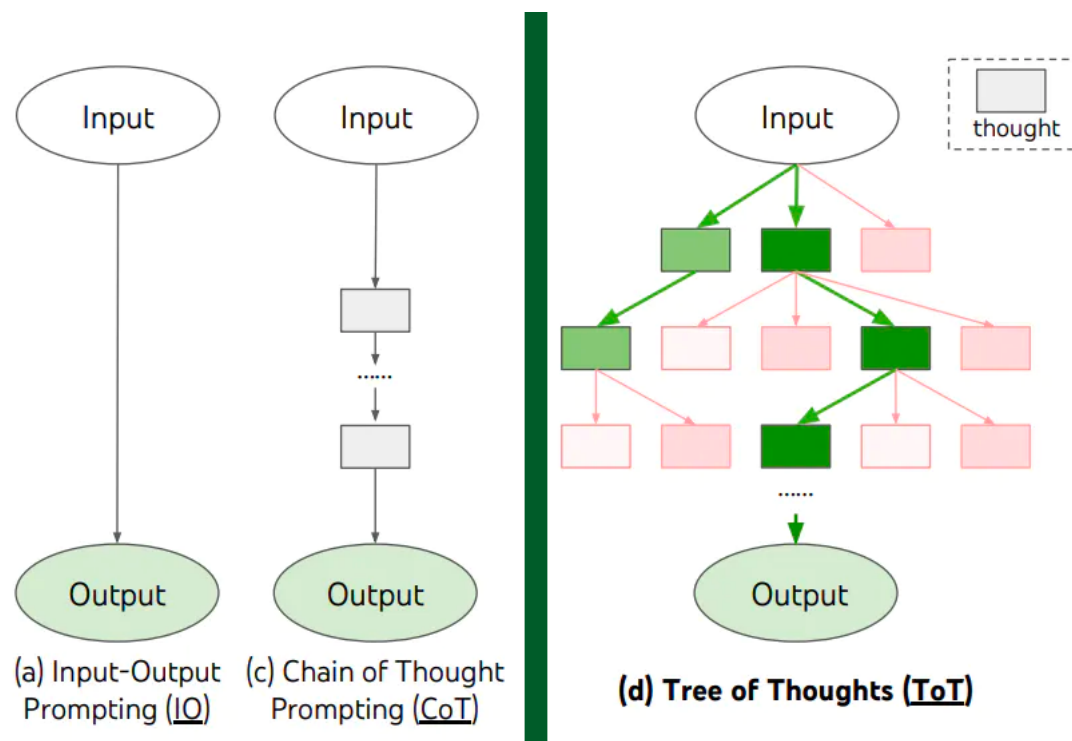 Input
Output
(a) Input-Output
Prompting (IO)
Input
......
Output
(c) Chain of Thought
Prompting (CoT)
Input
thought
......
Output
(d) Tree of Thoughts (ToT)